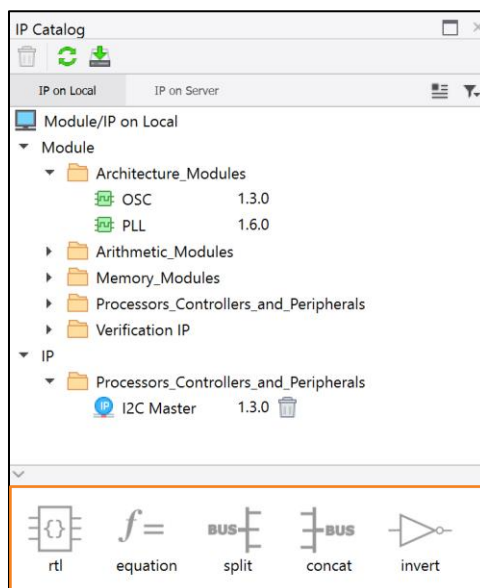 IP Catalog
IP on Local IP on Server
Module/IP on Local
Module
Architecture_Modules
OSC 1.3.0
PLL 1.6.0
Arithmetic_Modules
Memory_Modules
Processors_Controllers_and_Peripherals
Verification IP
IP
Processors_Controllers_and_Peripherals
IP I2C Master 1.3.0
{} f= BUS BUS
rtl equation split concat invert